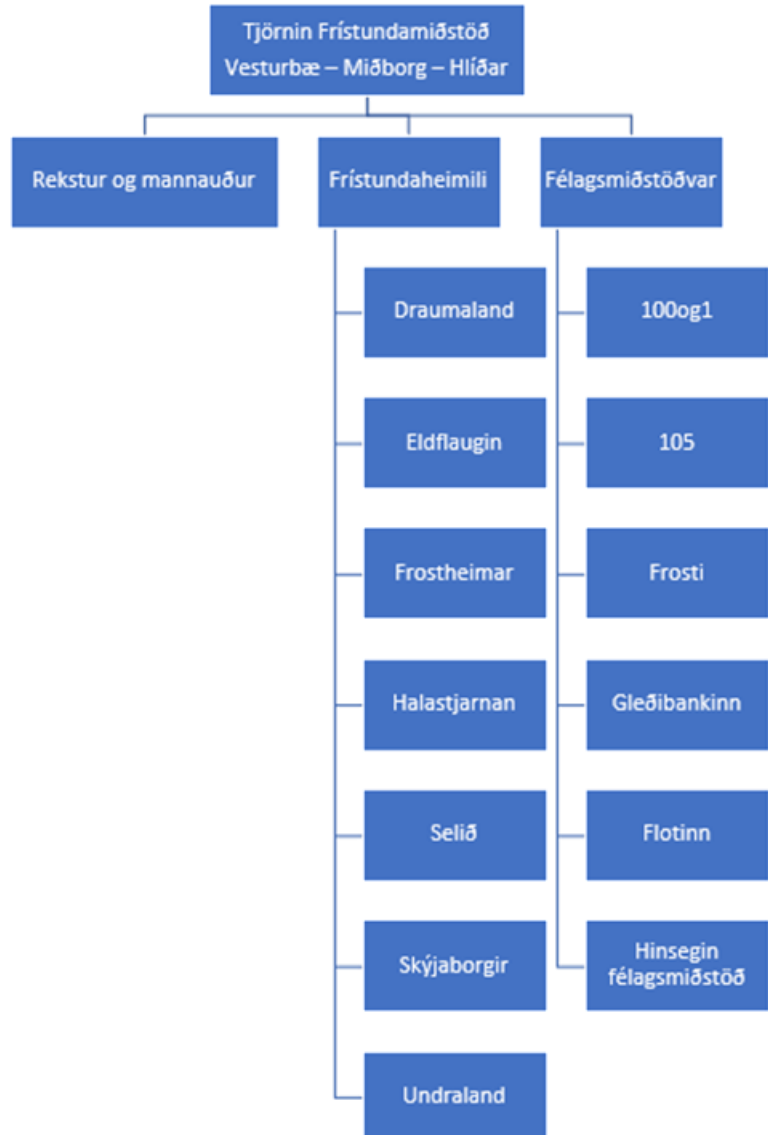 Tjörnin Frístundamiðstöð
Vesturbæ – Miðborg – Hlíðar
Rekstur og mannauður
Frístundaheimili
Félagsmiðstöðvar
Draumaland
100og1
Eldflaugin
105
Frostheimar
Frosti
Halastjarnan
Gleðibankinn
Selið
Flotinn
Skýjaborgir
Hinsegin
félagsmiðstöð
Undraland